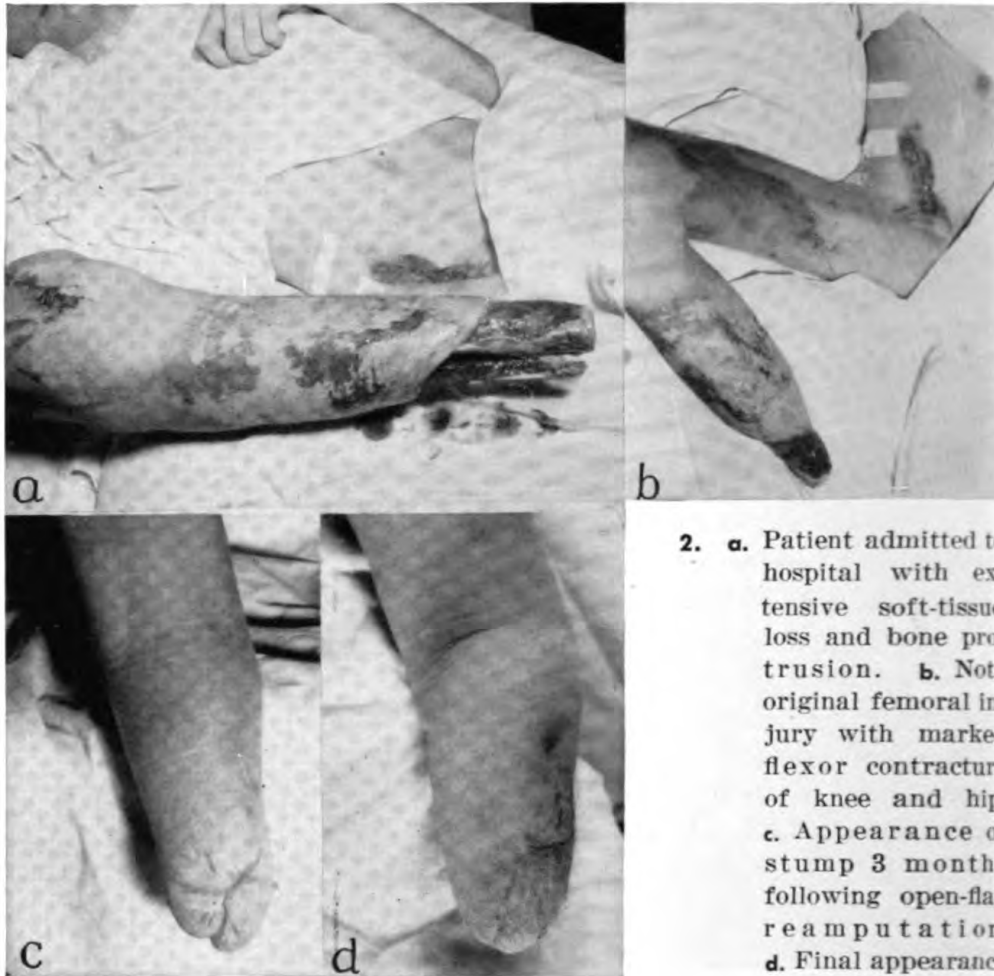 a
b
c
d
2. a. Patient admitted t
hospital with ex
tensive soft-tissu
loss and bone pro
trusion. b. Not
original femoral in
jury with marke
flexor contractur
of knee and hip
c. Appearance o
stump 3 month
following open-fla
reamputation
d. Final appearance